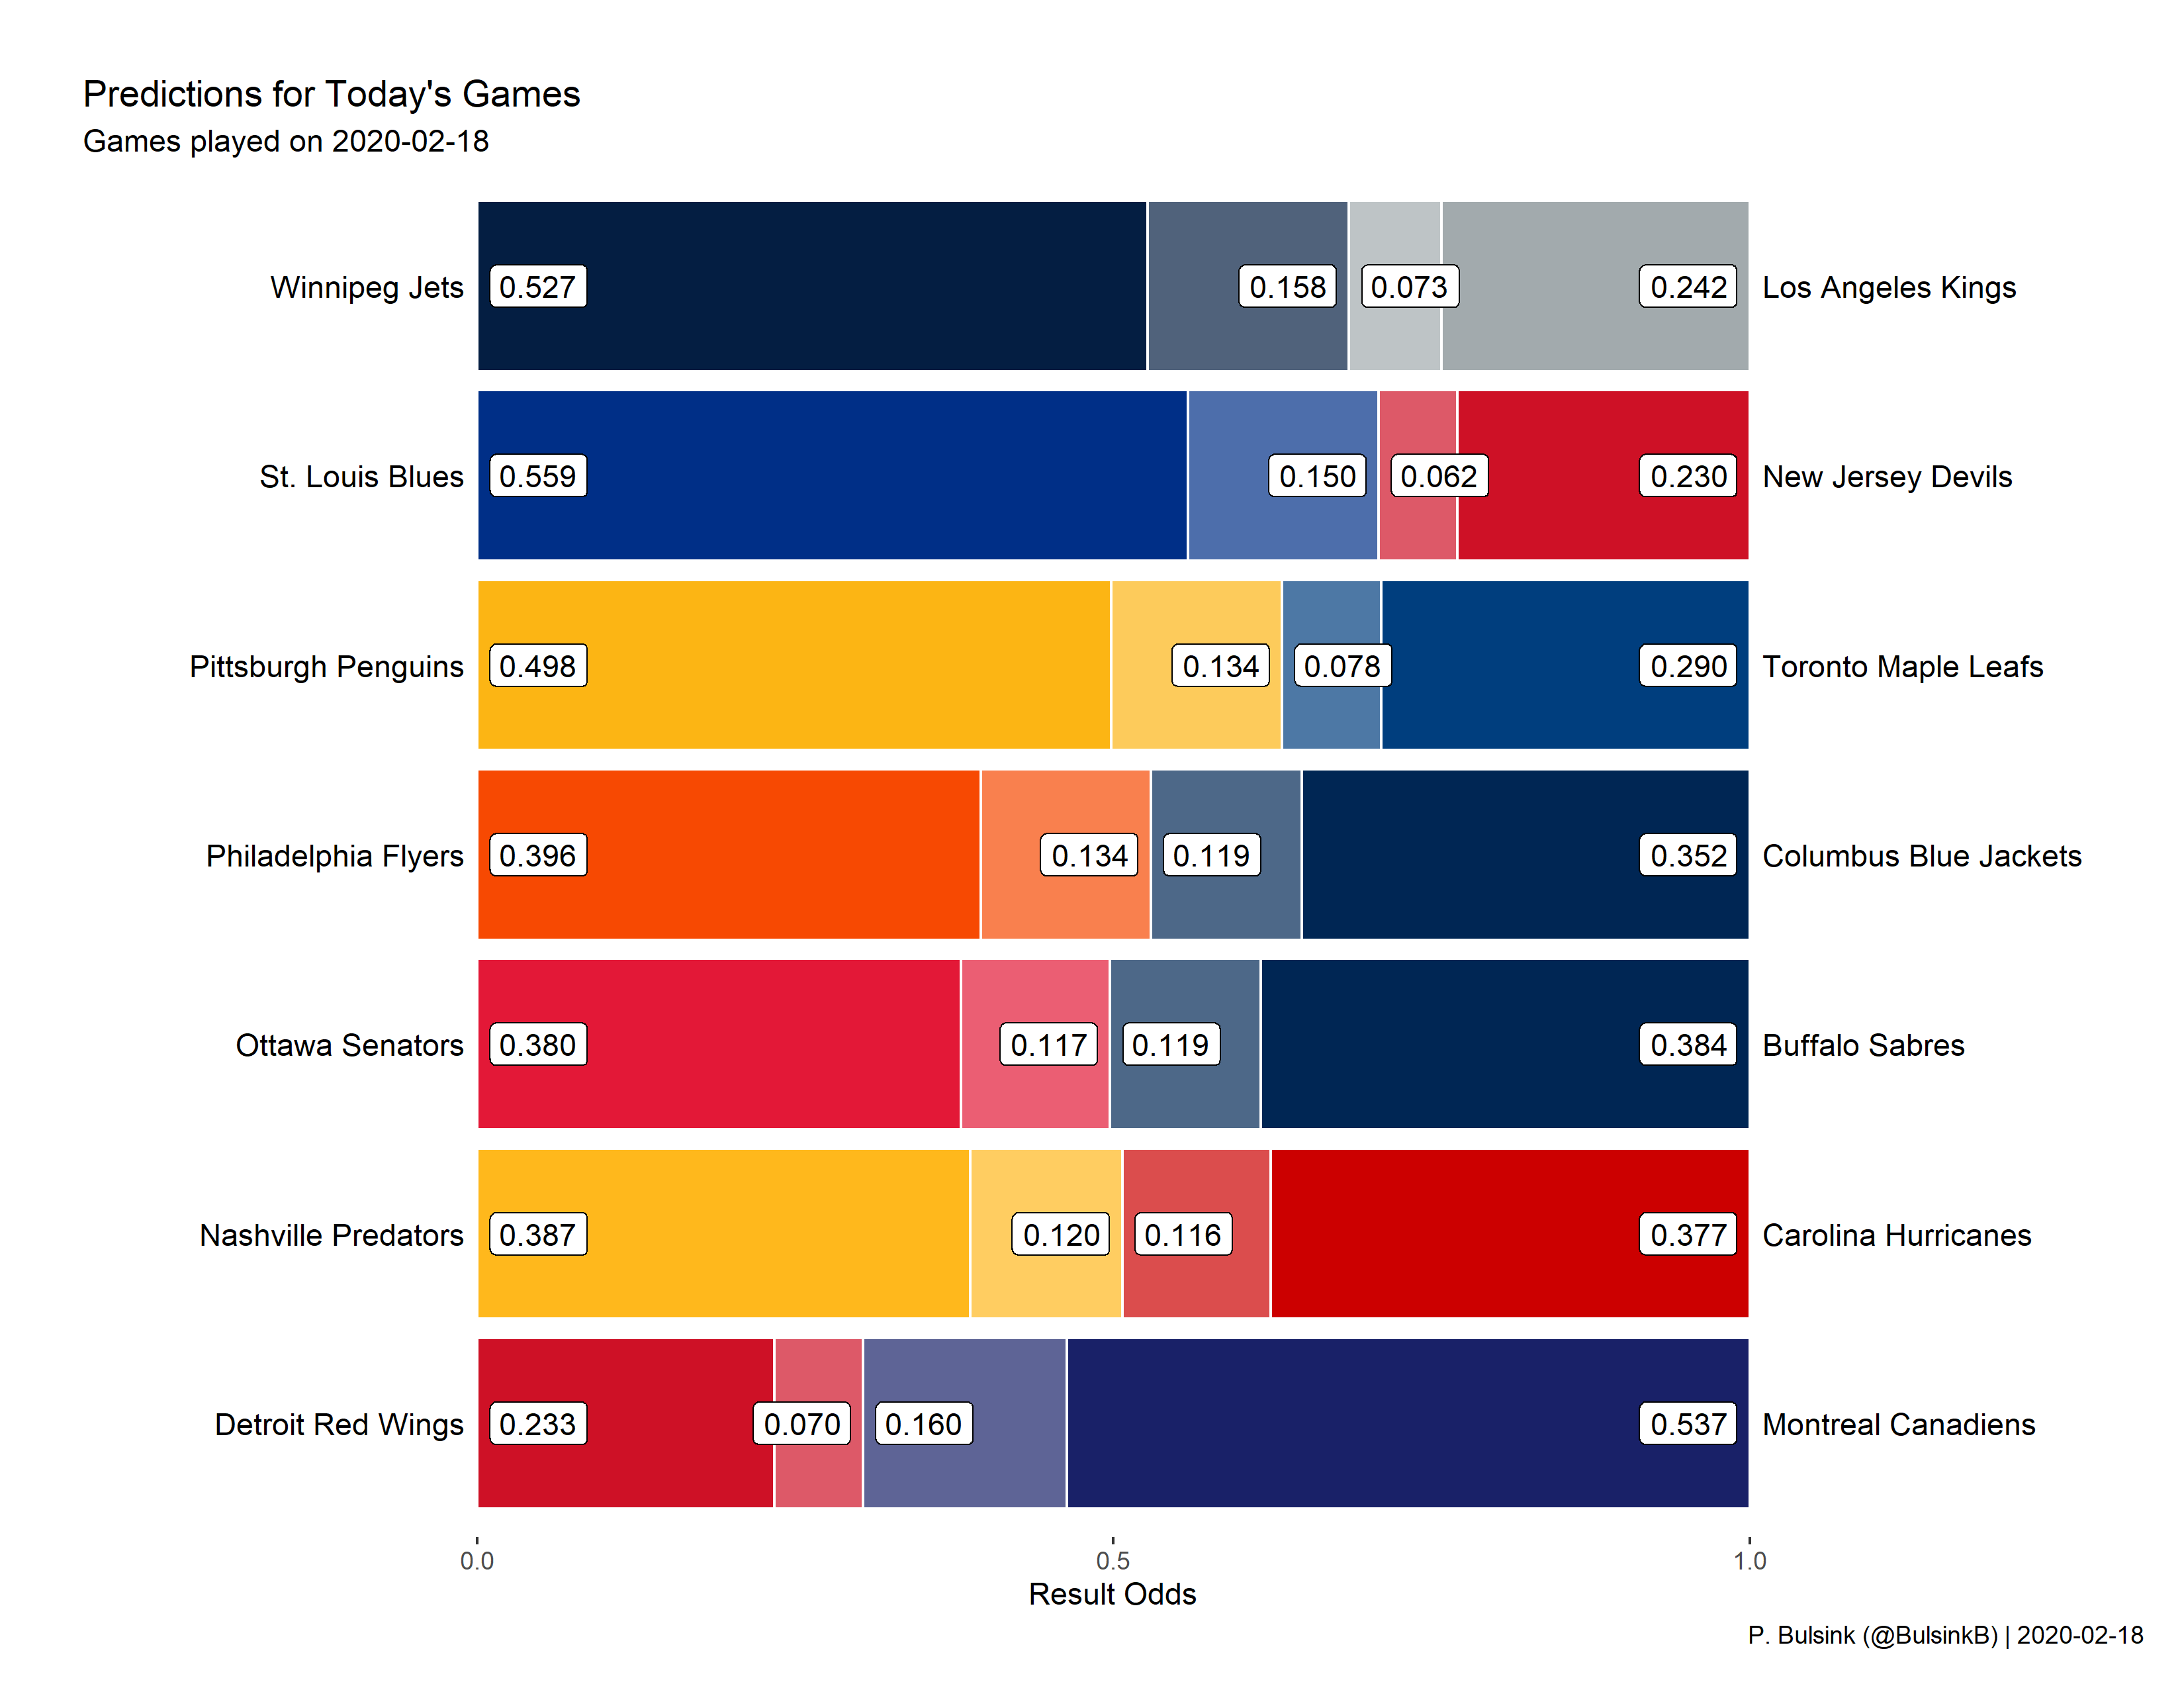 Predictions for Today's Games
Games played on 2020-02-18
Winnipeg Jets 0.527 0.158 0.073 0.242 Los Angeles Kings
St. Louis Blues 0.559 0.150 0.062 0.230 New Jersey Devils
Pittsburgh Penguins 0.498 0.134 0.078 0.290 Toronto Maple Leafs
Philadelphia Flyers 0.396 0.134 0.119 0.352 Columbus Blue Jackets
Ottawa Senators 0.380 0.117 0.119 0.384 Buffalo Sabres
Nashville Predators 0.387 0.120 0.116 0.377 Carolina Hurricanes
Detroit Red Wings 0.233 0.070 0.160 0.537 Montreal Canadiens
0.0 0.5 1.0
Result Odds
P. Bulsink (@BulsinkB) | 2020-02-18